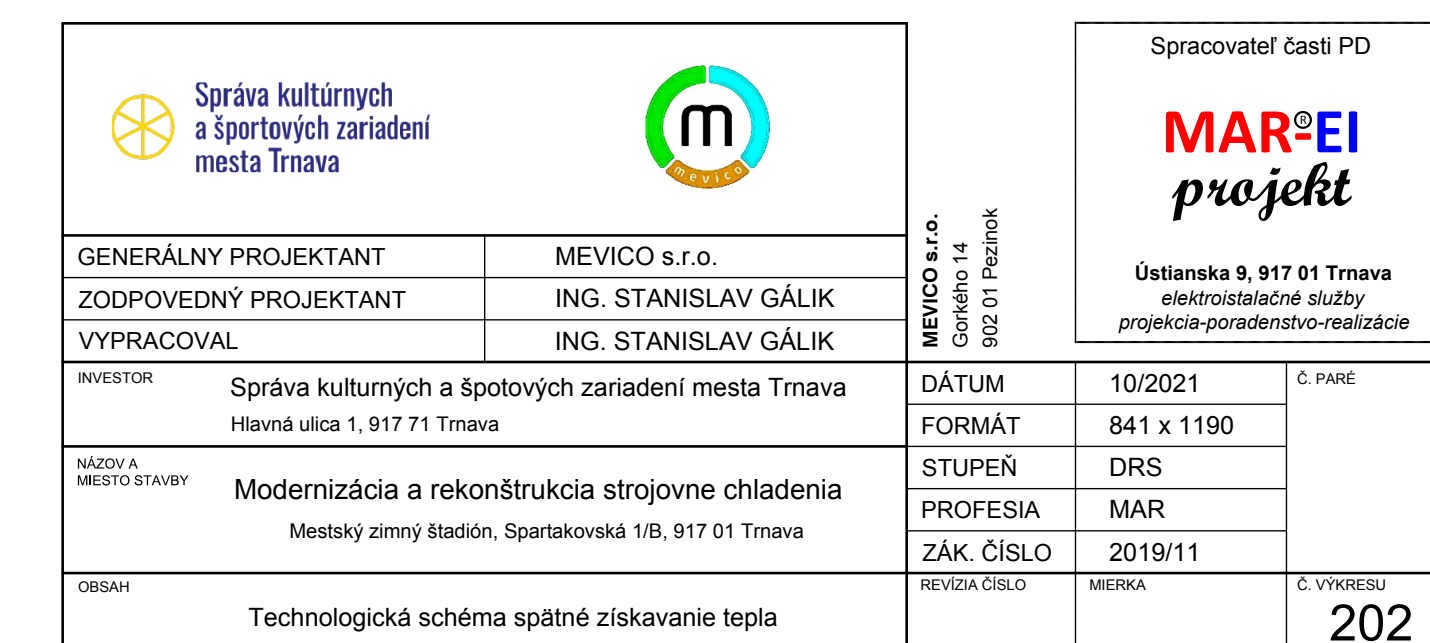 Správa kultúrnych
a športových zariadení
mesta Trnava
m
mevico
GENERÁLNY PROJEKTANT MEVICO s.r.o.
ZODPOVEDNÝ PROJEKTANT ING. STANISLAV GÁLIK
VYPRACOVAL ING. STANISLAV GÁLIK
MEVICO s.r.o.
Gorkého 14
902 01 Pezinok
Spracovateľ časti PD
MAR-EI ®
projekt
Ústianska 9, 917 01 Trnava
elektroistalačné služby
projekcia-poradenstvo-realizácie
INVESTOR
Správa kulturných a špotových zariadení mesta Trnava
Hlavná ulica 1, 917 71 Trnava
NÁZOV A
MIESTO STAVBY
Modernizácia a rekonštrukcia strojovne chladenia
Mestský zimný štadión, Spartakovská 1/B, 917 01 Trnava
OBSAH
Technologická schéma spätné získavanie tepla
DÁTUM 10/2021
FORMÁT 841 x 1190
STUPEŇ DRS
PROFESIA MAR
ZÁK. ČÍSLO 2019/11
Č. PARÉ
REVÍZIA ČÍSLO
MIERKA
Č. VÝKRESU
202